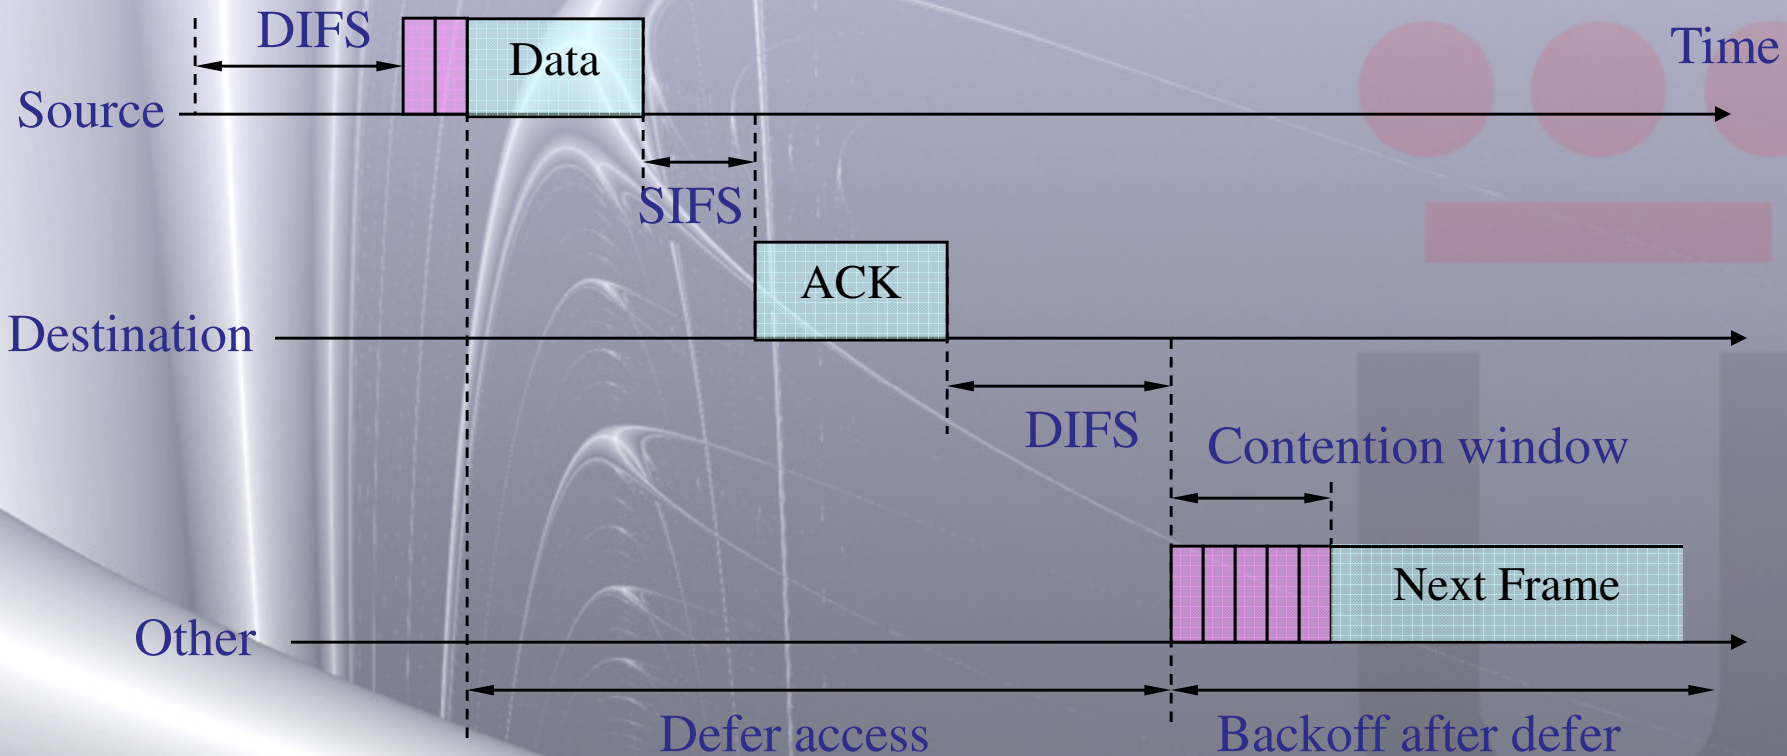 DIFS
Data
Time
Source
SIFS
ACK
Destination
DIFS
Contention window
Next Frame
Other
Defer access
Backoff after defer